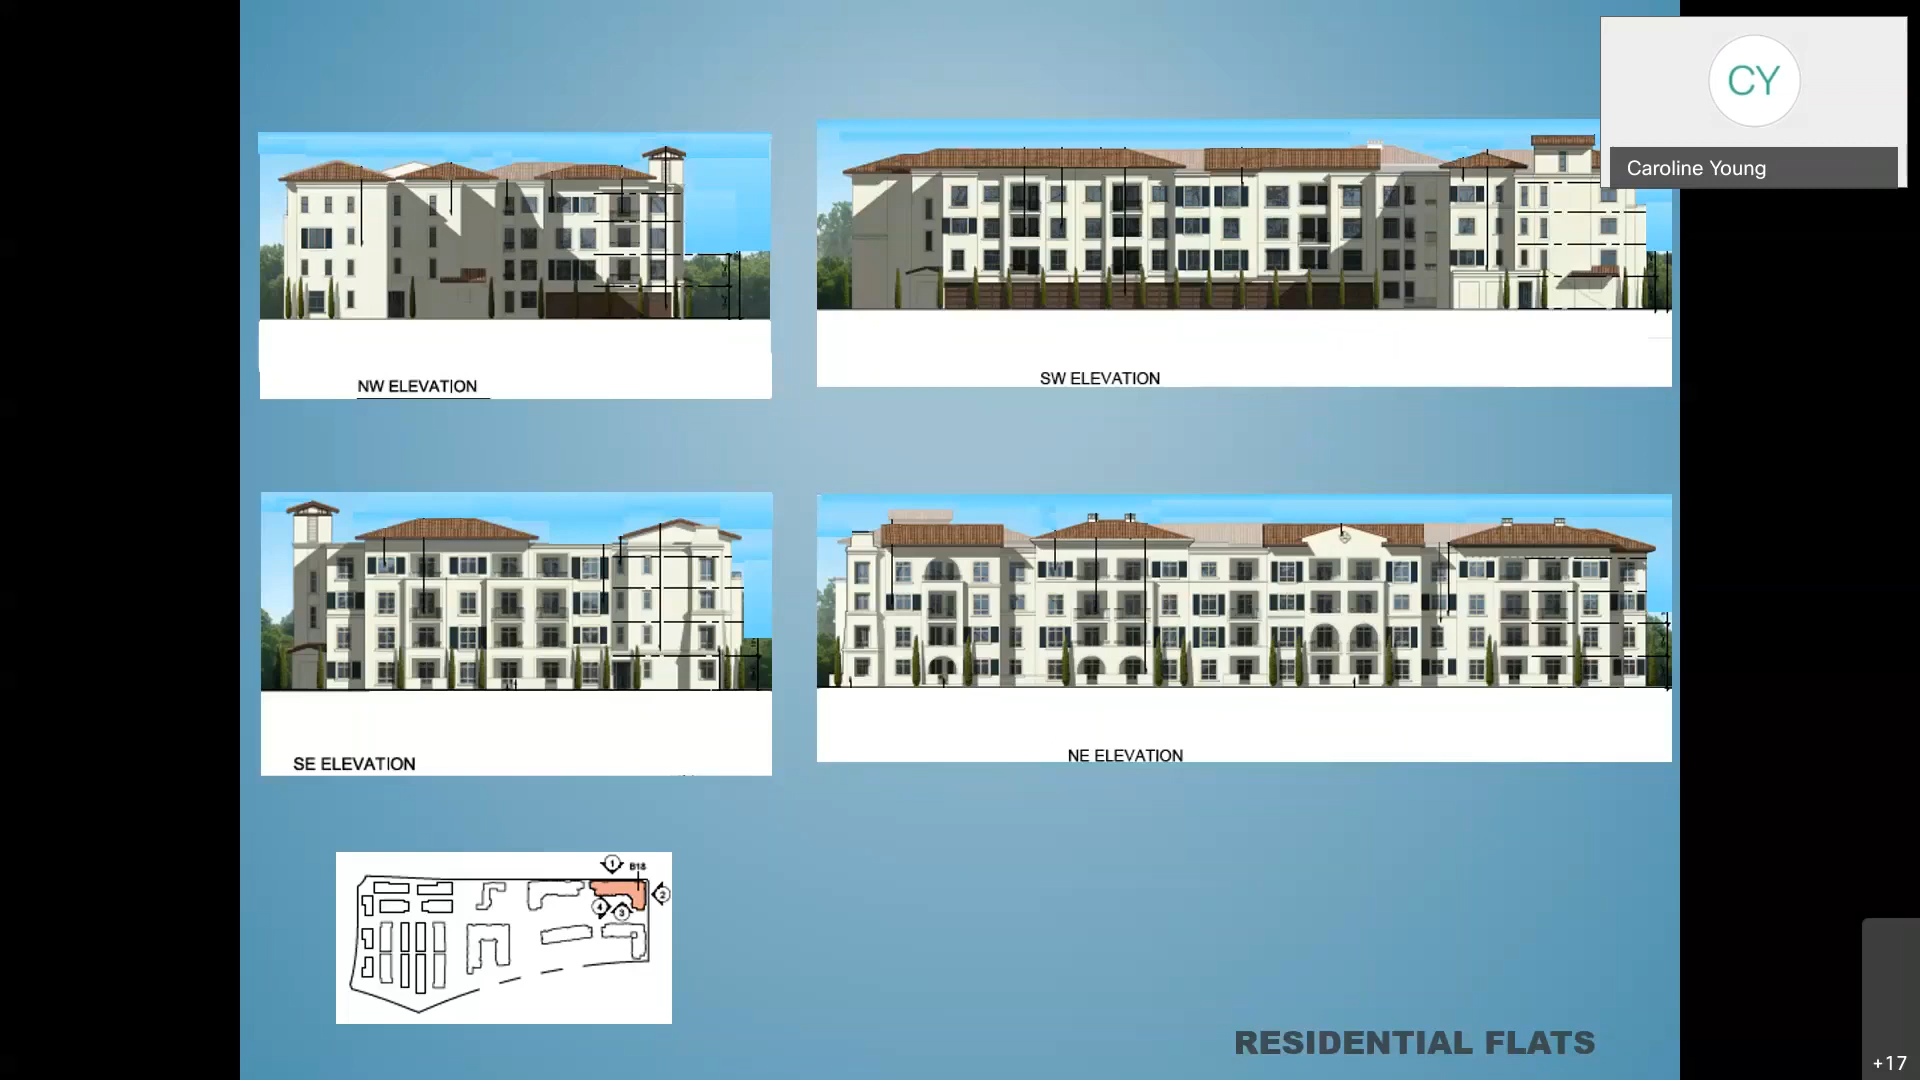 CY
Caroline Young
NW ELEVATION
SW ELEVATION
SE ELEVATION
NE ELEVATION
1
B18
2
4
3
RESIDENTIAL FLATS
+17